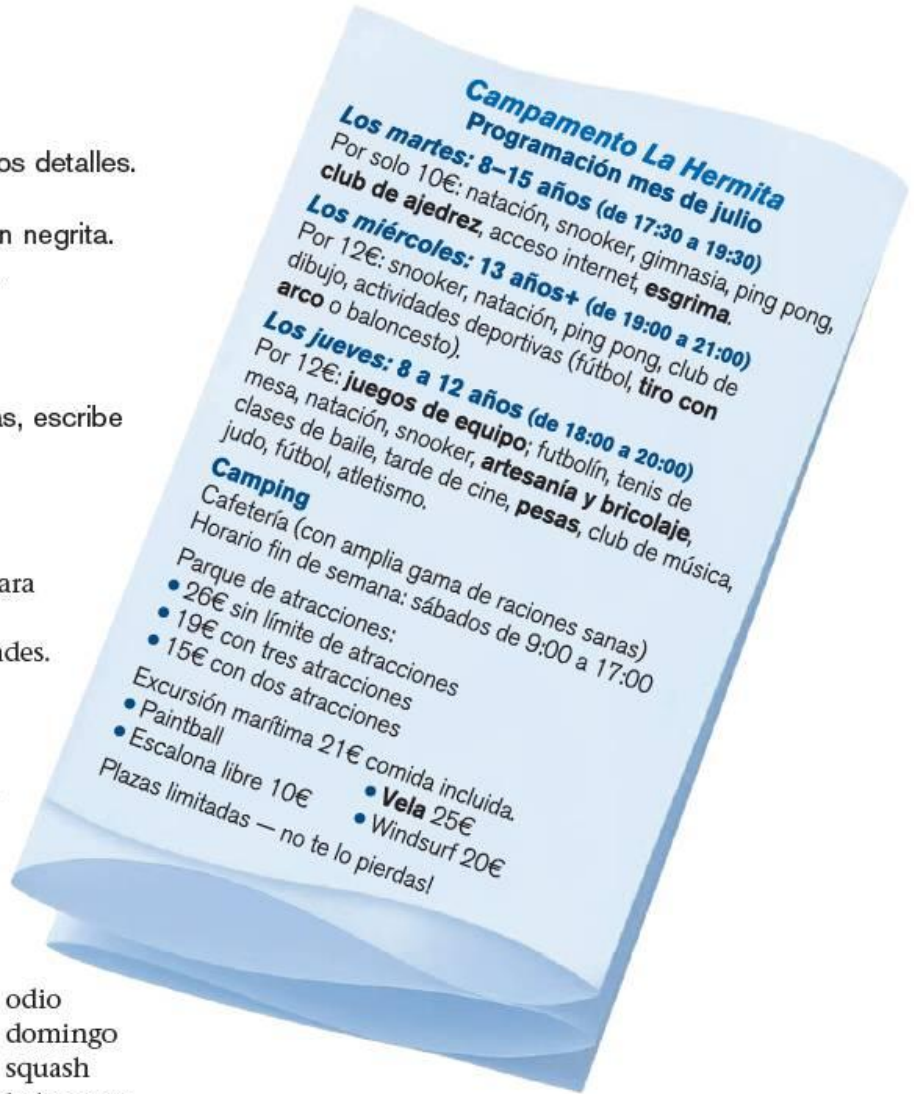 os detalles.
n negrita.
as, escribe
ara
ades.
odio
domingo
squash
Campamento La Hermita
Programación mes de julio
Los martes: 8–15 años (de 17:30 a 19:30)
Por solo 10€: natación, snooker, gimnasia, ping pong,
club de ajedrez, acceso internet, esgrima.
Los miércoles: 13 años+ (de 19:00 a 21:00)
Por 12€: snooker, natación, ping pong, club de
dibujo, actividades deportivas (fútbol, tiro con
arco o baloncesto).
Los jueves: 8 a 12 años (de 18:00 a 20:00)
Por 12€: juegos de equipo; futbolín, tenis de
mesa, natación, snooker, artesanía y bricolaje,
clases de baile, tarde de cine, pesas, club de música,
judo, fútbol, atletismo.
Camping
Cafetería (con amplia gama de raciones sanas)
Horario fin de semana: sábados de 9:00 a 17:00
Parque de atracciones:
• 26€ sin límite de atracciones
• 19€ con tres atracciones
• 15€ con dos atracciones
Excursión marítima 21€ comida incluida.
• Paintball
• Escalona libre 10€
• Vela 25€
• Windsurf 20€
Plazas limitadas — no te lo pierdas!